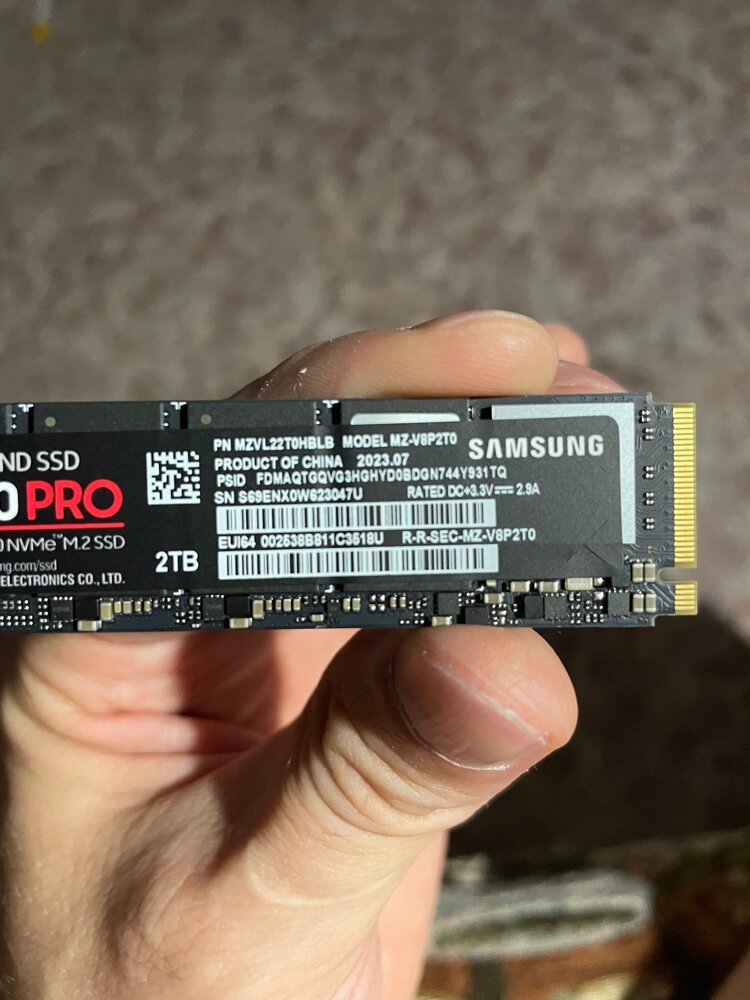 ND SSD
0 PRO
0 NVMe™ M.2 SSD
ng.com/ssd
ELECTRONICS CO., LTD.
2TB
PN MZVL22T0HBLB MODEL MZ-V8P2T0
PRODUCT OF CHINA 2023.07
PSID FDMAQTGQVG3HGHYD0BDGN744Y931TQ
SN S69ENX0W623047U RATED DC+3.3V⎓ 2.9A
EUI64 002538B811C3518U R-R-SEC-MZ-V8P2T0
SAMSUNG